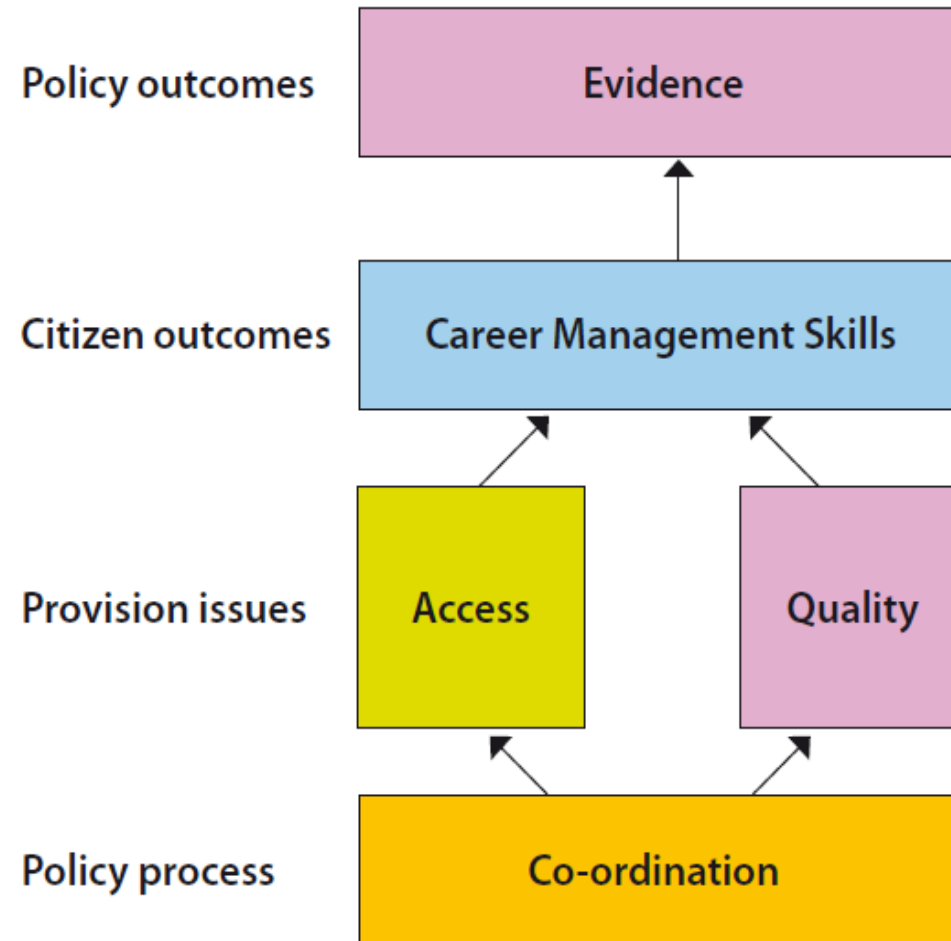 Policy outcomes
Evidence
Citizen outcomes
Career Management Skills
Provision issues
Access
Quality
Policy process
Co-ordination